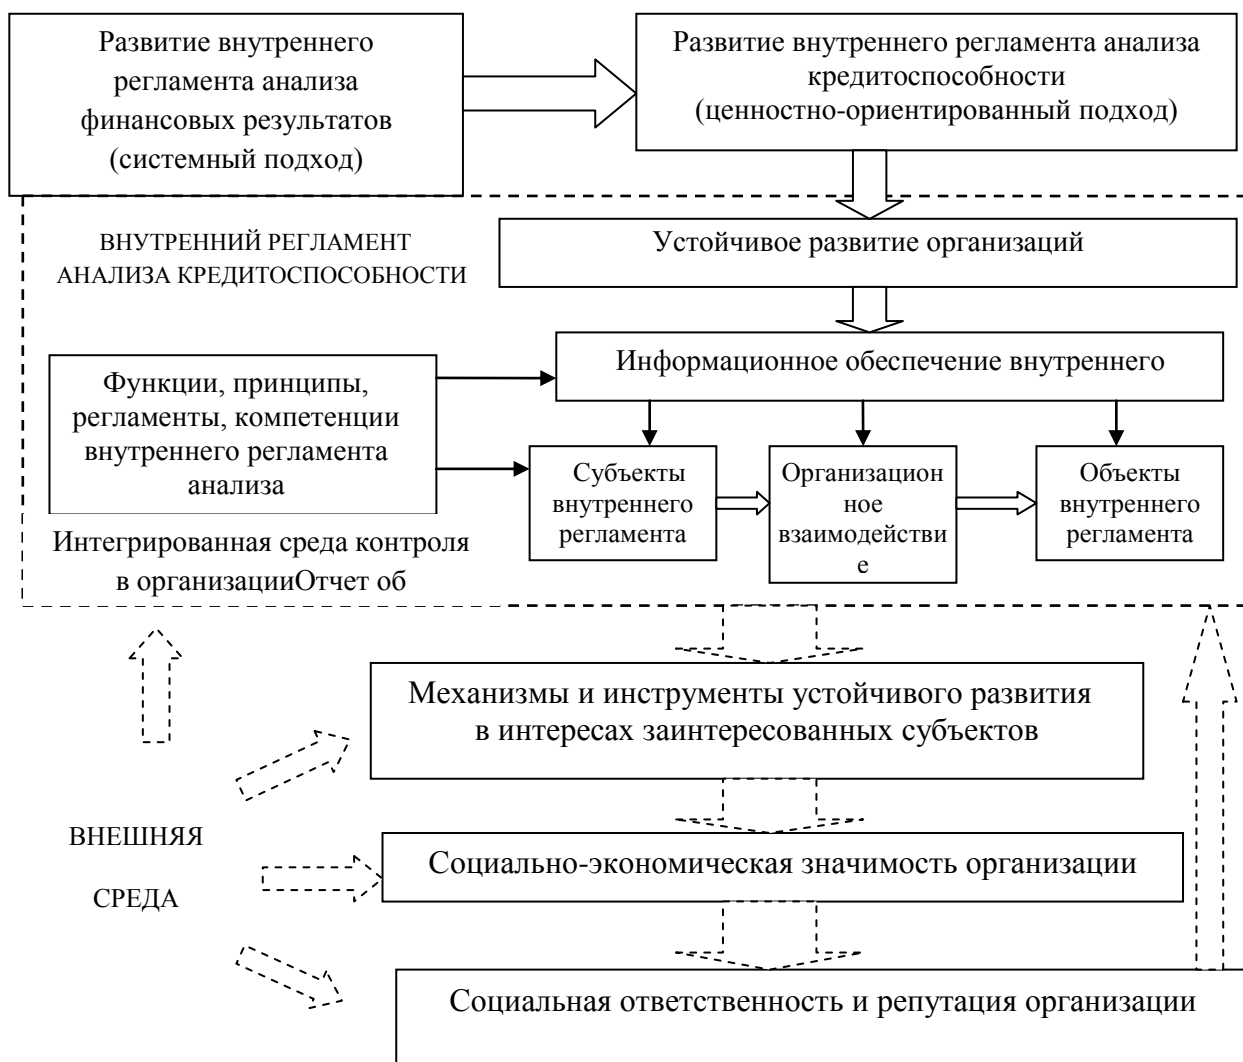 Развитие внутреннего
регламента анализа
финансовых результатов
(системный подход)
Развитие внутреннего регламента анализа
кредитоспособности
(ценностно-ориентированный подход)
ВНУТРЕННИЙ РЕГЛАМЕНТ
АНАЛИЗА КРЕДИТОСПОСОБНОСТИ
Устойчивое развитие организаций
Информационное обеспечение внутреннего
Функции, принципы,
регламенты, компетенции
внутреннего регламента
анализа
Субъекты
внутреннего
регламента
Организацион
ное
взаимодействи
е
Объекты
внутреннего
регламента
Интегрированная среда контроля
в организацииОтчет об
Механизмы и инструменты устойчивого развития
в интересах заинтересованных субъектов
ВНЕШНЯЯ
СРЕДА
Социально-экономическая значимость организации
Социальная ответственность и репутация организации